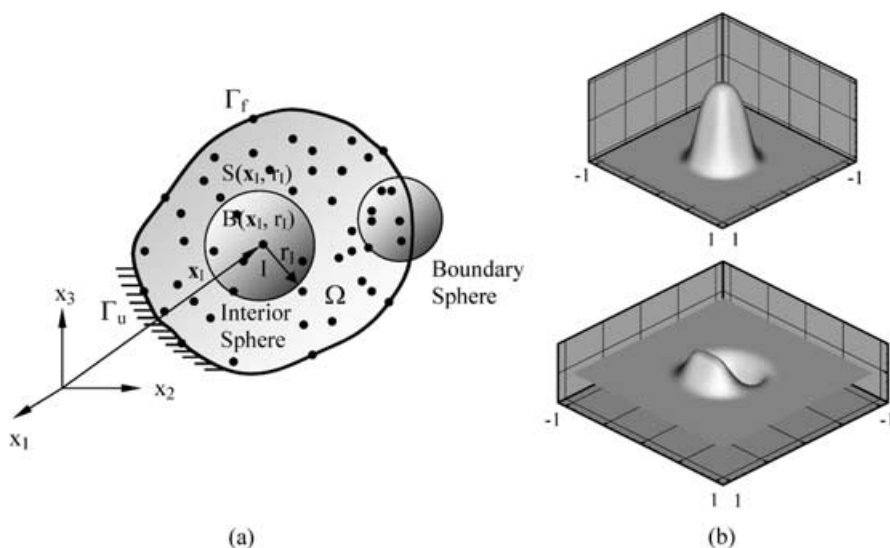 Γf
S(xI, rI)
B(xI, rI)
xI
I
rI
Interior
Sphere
Ω
Boundary
Sphere
Γu
x3
x2
x1
-1
-1
1 1
-1
-1
1 1
(a)
(b)